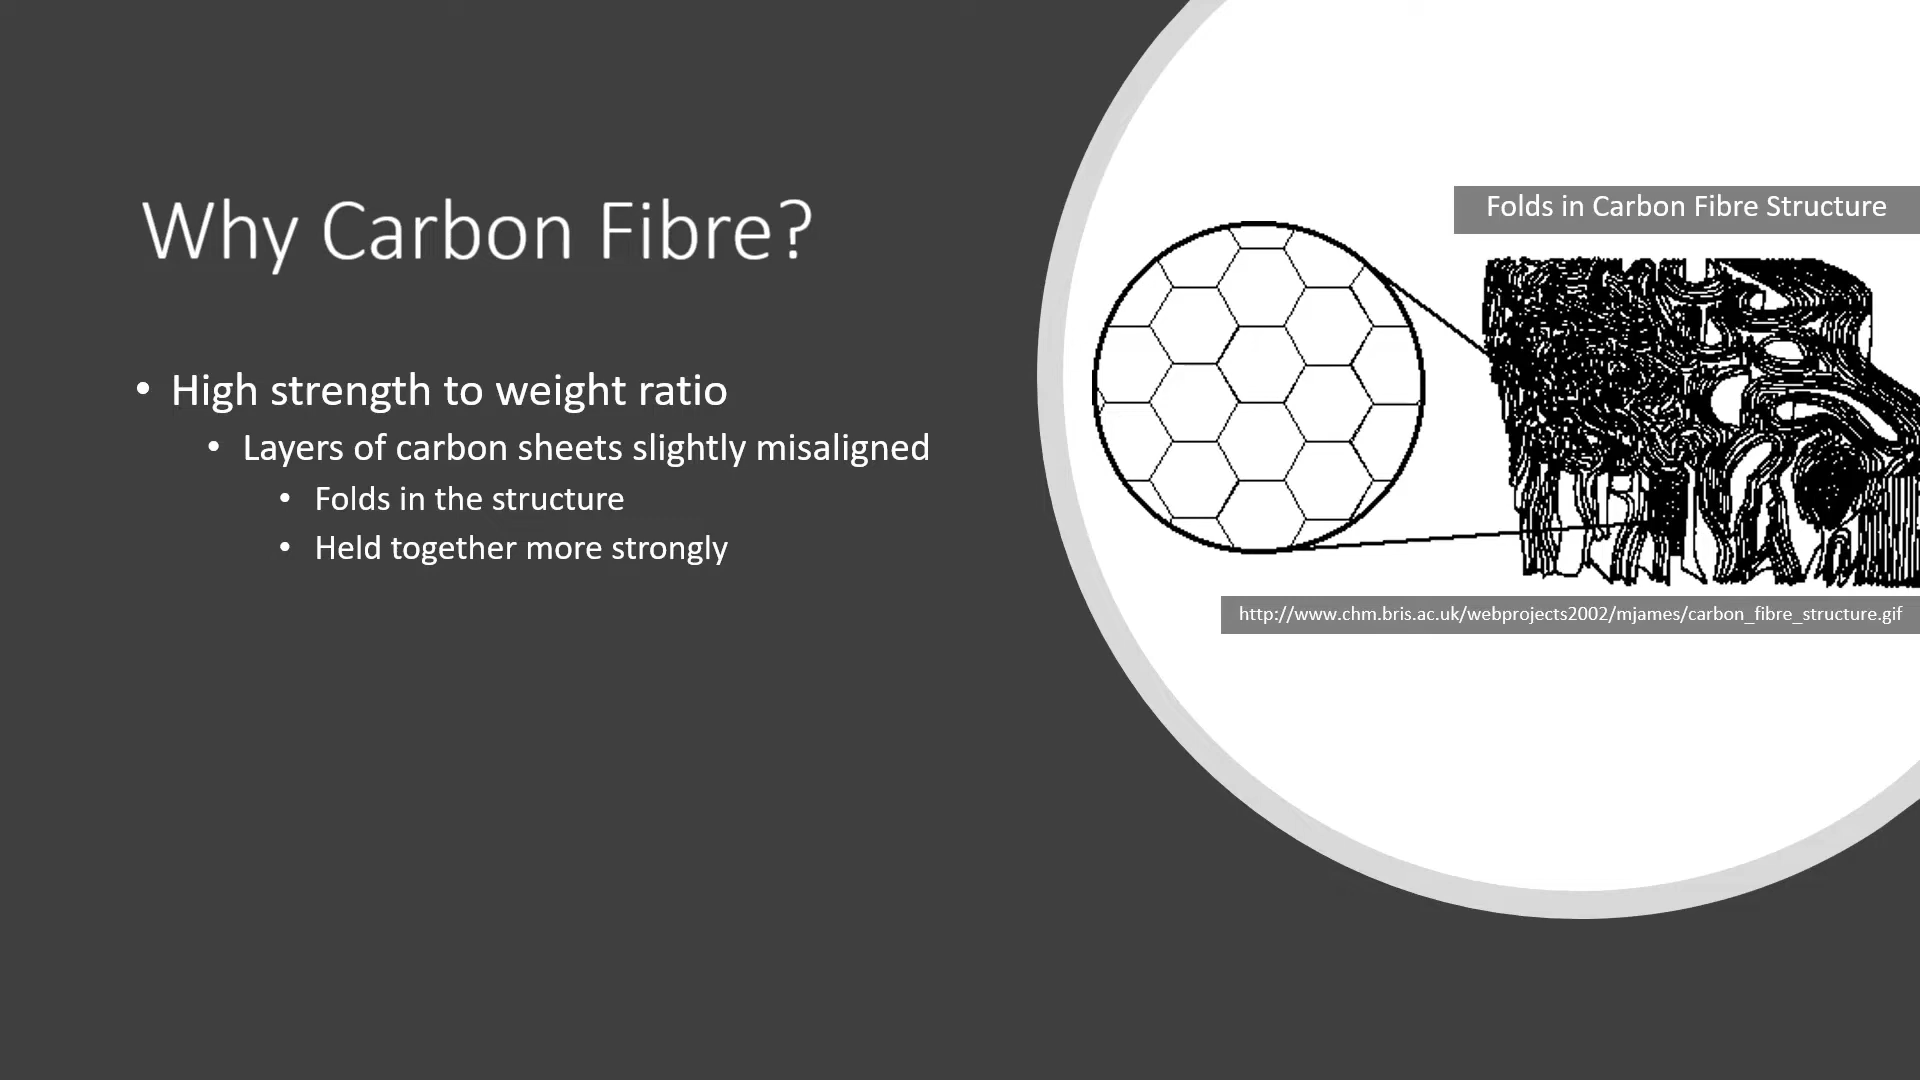 Why Carbon Fibre?
• High strength to weight ratio
• Layers of carbon sheets slightly misaligned
• Folds in the structure
• Held together more strongly
Folds in Carbon Fibre Structure
http://www.chm.bris.ac.uk/webprojects2002/mjames/carbon_fibre_structure.gif